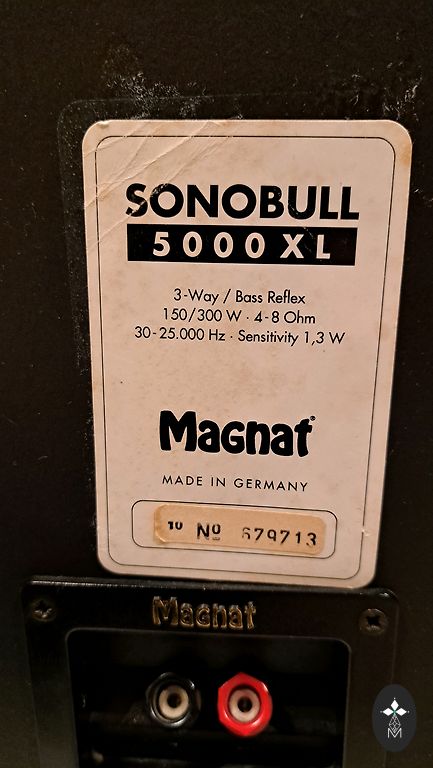 SONOBULL
5000 XL
3-Way / Bass Reflex
150/300 W · 4-8 Ohm
30-25.000 Hz · Sensitivity 1,3 W
Magnat®
MADE IN GERMANY
10 Nº 679713
Magnat
M